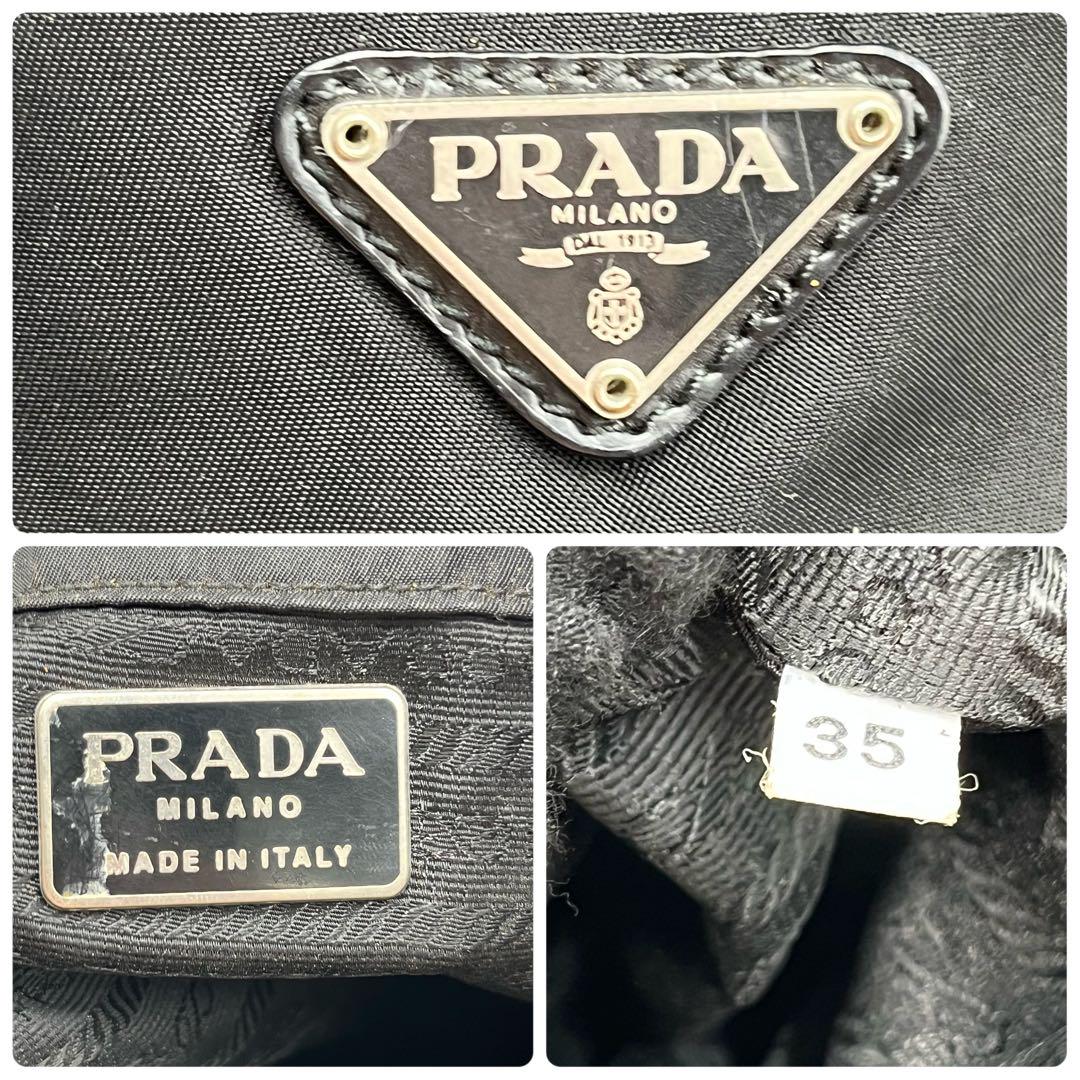 PRADA
MILANO
DAL 1913
PRADA
MILANO
MADE IN ITALY
35